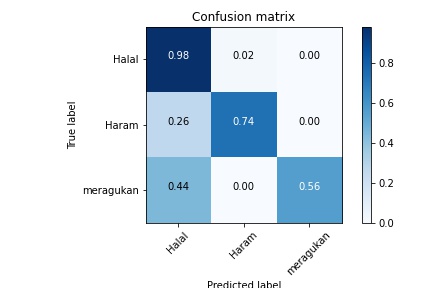 Confusion matrix
True label
Halal
0.98
0.02
0.00
Haram
0.26
0.74
0.00
meragukan
0.44
0.00
0.56
Halal
Haram
meragukan
Predicted label
0.8
0.6
0.4
0.2
0.0